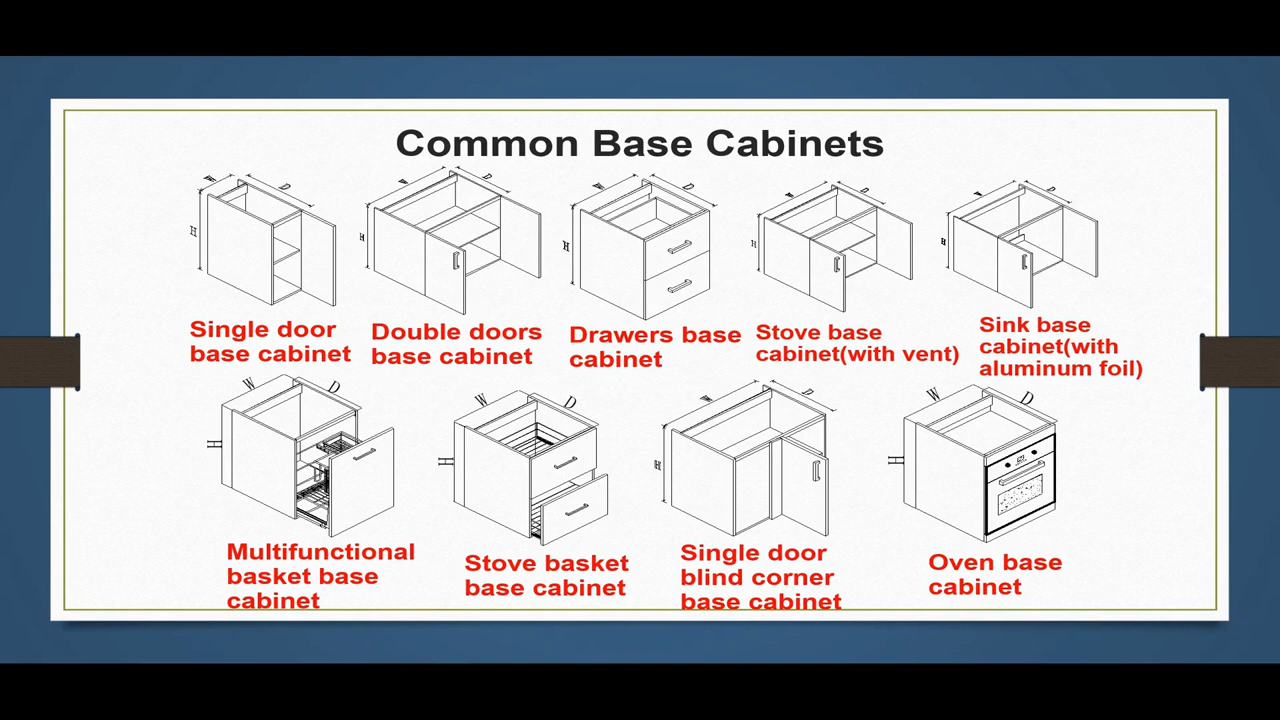 Common Base Cabinets
W D H
W D H
W D H
W D H
W D H
Single door
base cabinet
Double doors
base cabinet
Drawers base
cabinet
Stove base
cabinet(with vent)
Sink base
cabinet(with
aluminum foil)
W D H
W D H
W D H
W D H
Multifunctional
basket base
cabinet
Stove basket
base cabinet
Single door
blind corner
base cabinet
Oven base
cabinet